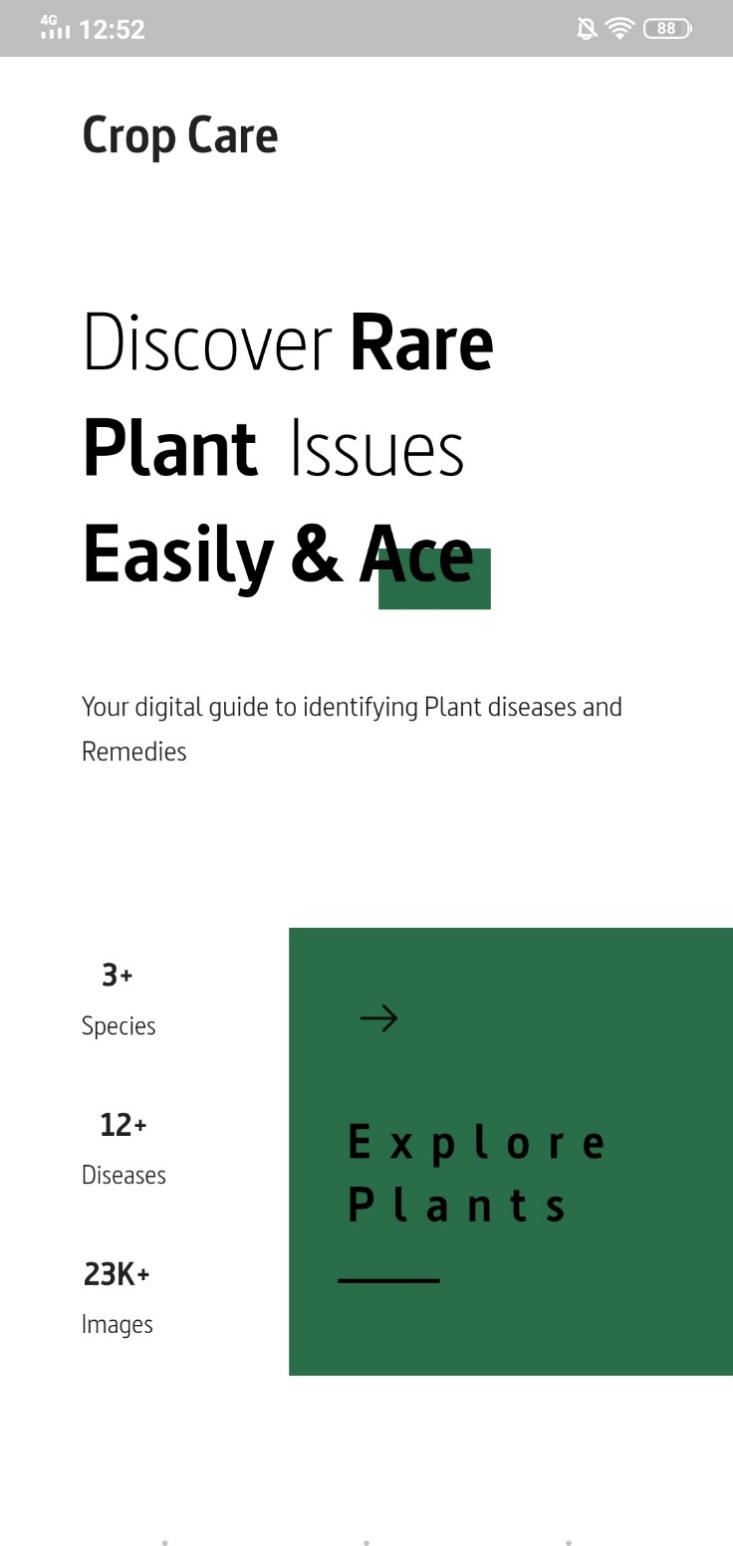 4G 12:52 88
Crop Care
Discover Rare
Plant Issues
Easily & Ace
Your digital guide to identifying Plant diseases and
Remedies
3+
Species
12+
Diseases
23K+
Images
Explore
Plants